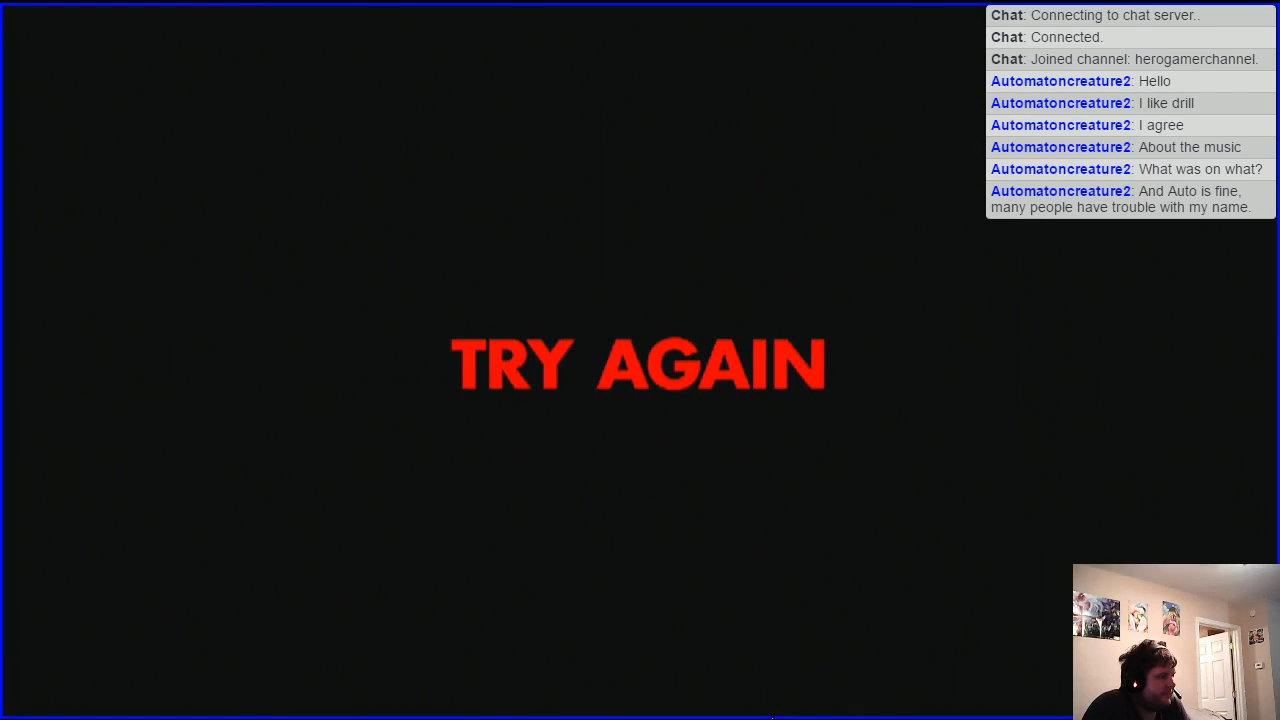 Chat: Connecting to chat server..
Chat: Connected.
Chat: Joined channel: herogamerchannel.
Automatoncreature2: Hello
Automatoncreature2: I like drill
Automatoncreature2: I agree
Automatoncreature2: About the music
Automatoncreature2: What was on what?
Automatoncreature2: And Auto is fine,
many people have trouble with my name.
TRY AGAIN